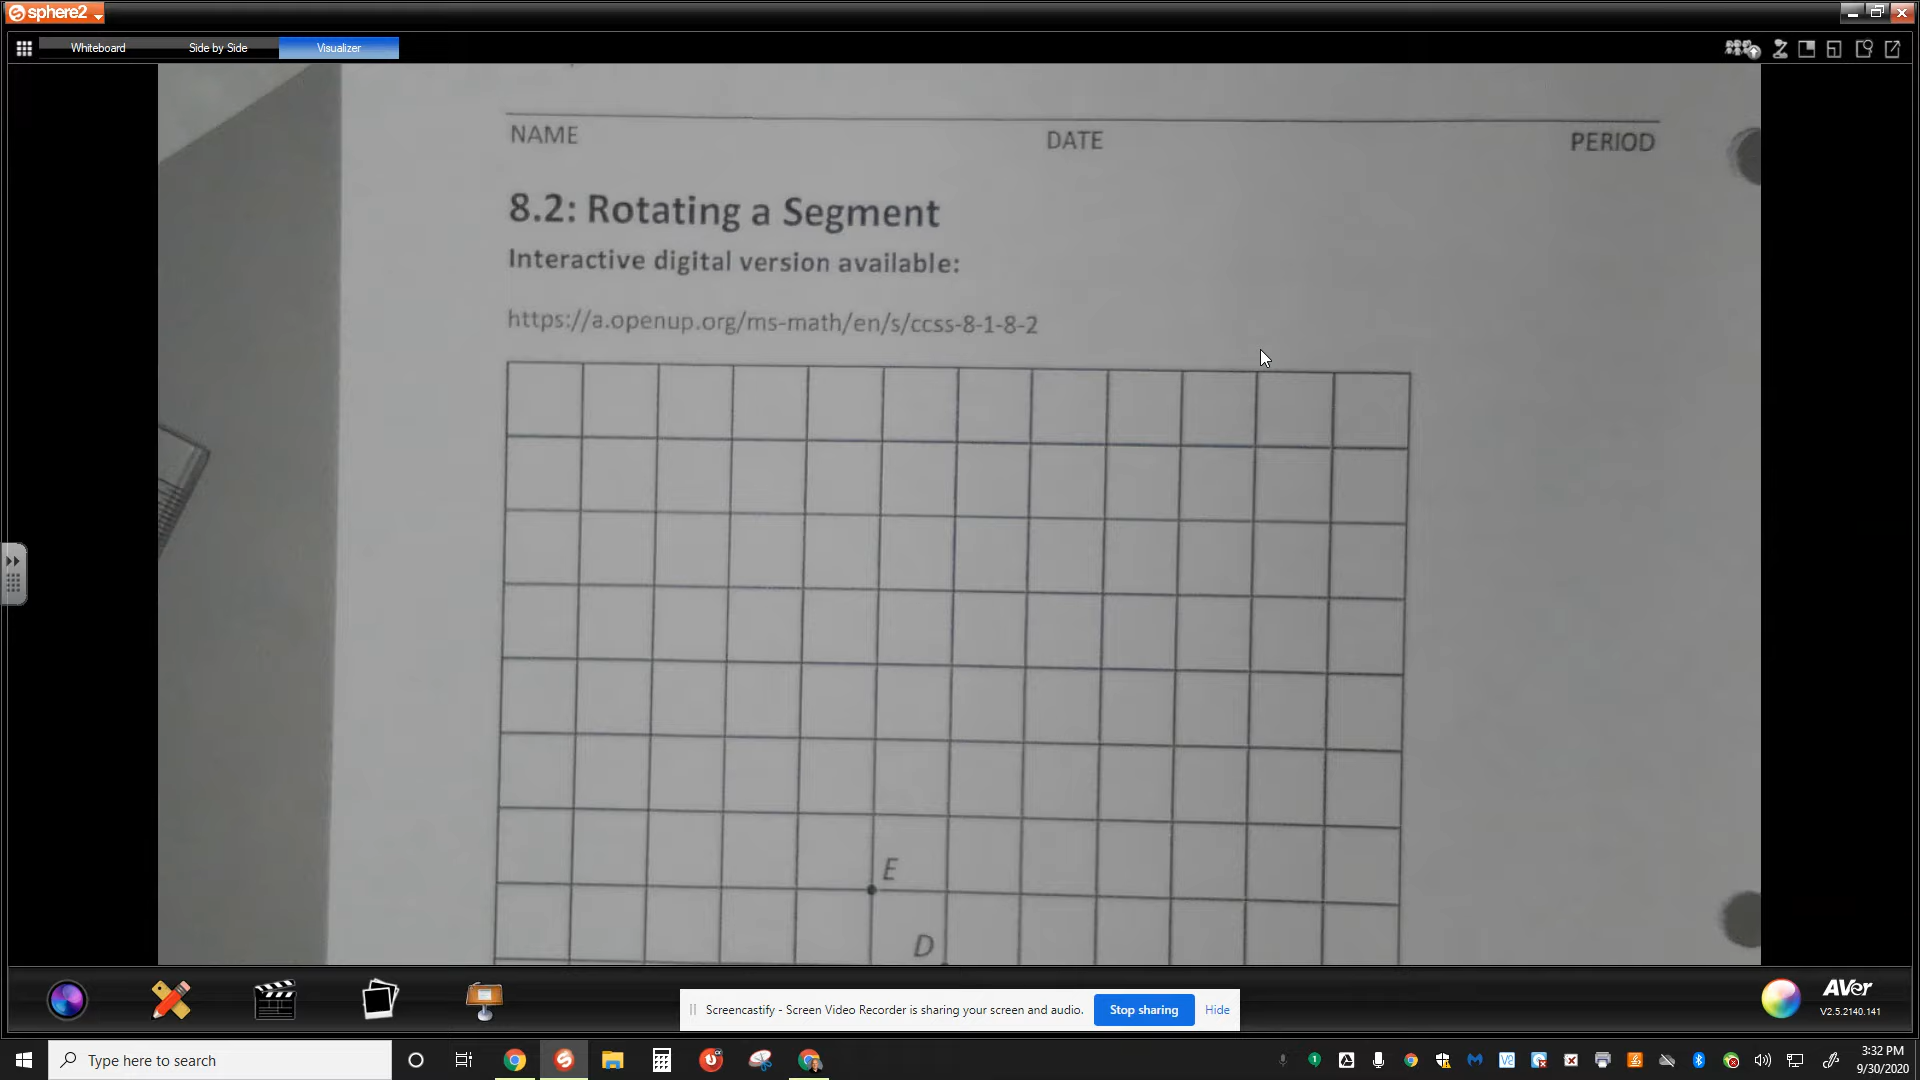 sphere2
Whiteboard
Side by Side
Visualizer
NAME
DATE
PERIOD
8.2: Rotating a Segment
Interactive digital version available:
https://a.openup.org/ms-math/en/s/ccss-8-1-8-2
E
D
Screencastify - Screen Video Recorder is sharing your screen and audio.
Stop sharing
Hide
AVer
V2.5.2140.141
Type here to search
3:32 PM
9/30/2020